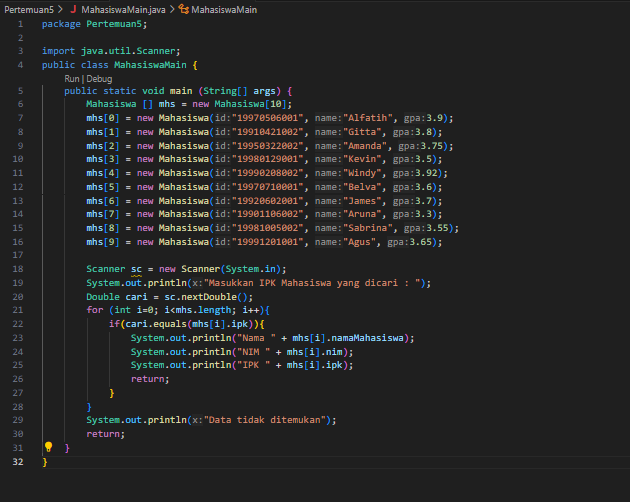 Pertemuan5 > J MahasiswaMain.java > MahasiswaMain
1 package Pertemuan5;
2
3 import java.util.Scanner;
4 public class MahasiswaMain {
Run | Debug
5 public static void main (String[] args) {
6 Mahasiswa [] mhs = new Mahasiswa[10];
7 mhs[0] = new Mahasiswa(id:"19970506001", name:"Alfatih", gpa:3.9);
8 mhs[1] = new Mahasiswa(id:"19910421002", name:"Gitta", gpa:3.8);
9 mhs[2] = new Mahasiswa(id:"19950322002", name:"Amanda", gpa:3.75);
10 mhs[3] = new Mahasiswa(id:"19980129001", name:"Kevin", gpa:3.5);
11 mhs[4] = new Mahasiswa(id:"19990208002", name:"Windy", gpa:3.92);
12 mhs[5] = new Mahasiswa(id:"19970710001", name:"Belva", gpa:3.6);
13 mhs[6] = new Mahasiswa(id:"19920602001", name:"James", gpa:3.7);
14 mhs[7] = new Mahasiswa(id:"19901106002", name:"Aruna", gpa:3.3);
15 mhs[8] = new Mahasiswa(id:"19981005002", name:"Sabrina", gpa:3.55);
16 mhs[9] = new Mahasiswa(id:"19991201001", name:"Agus", gpa:3.65);
17
18 Scanner sc = new Scanner(System.in);
19 System.out.println(x:"Masukkan IPK Mahasiswa yang dicari : ");
20 Double cari = sc.nextDouble();
21 for (int i=0; i<mhs.length; i++){
22 if(cari.equals(mhs[i].ipk)){
23 System.out.println("Nama " + mhs[i].namaMahasiswa);
24 System.out.println("NIM " + mhs[i].nim);
25 System.out.println("IPK " + mhs[i].ipk);
26 return;
27 }
28 }
29 System.out.println(x:"Data tidak ditemukan");
30 return;
31 }
32 }